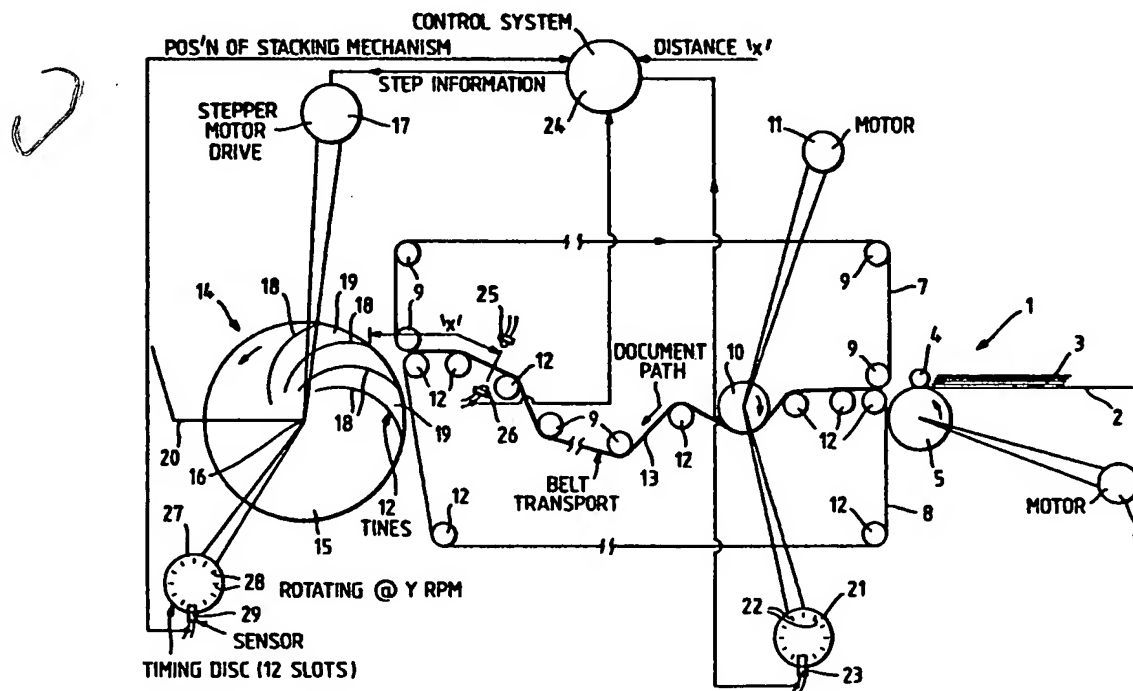 CONTROL SYSTEM
POS'N OF STACKING MECHANISM
DISTANCE 'x'
STEP INFORMATION
24
STEPPER
MOTOR
DRIVE
17
11
MOTOR
9
9
7
14
18
19
18
9
'x'
25
DOCUMENT
PATH
10
9
4
1
3
12
12
12
2
18
19
26
9
13
12
12
5
20
16
BELT
TRANSPORT
12
TINES
15
12
12
8
MOTOR
27
28
ROTATING @ Y RPM
29
SENSOR
TIMING DISC (12 SLOTS)
22
21
23